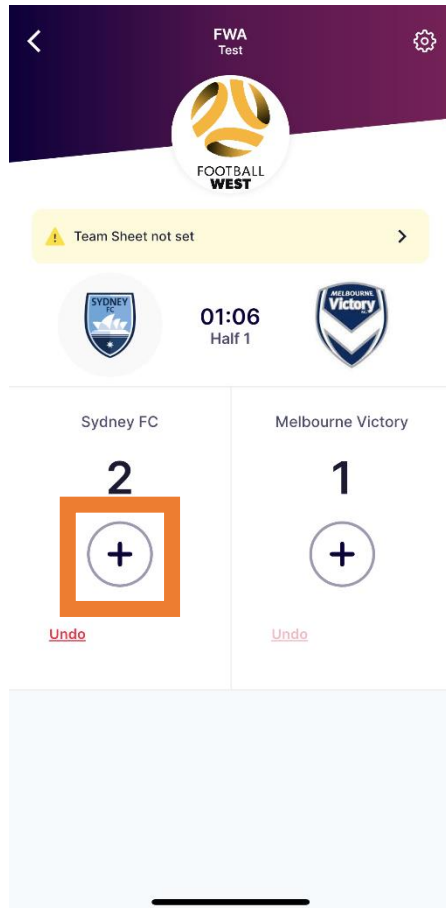 FWA
Test
FOOTBALL
WEST
Team Sheet not set
SYDNEY
FC
01:06
Half 1
MELBOURNE
Victory
Sydney FC
Melbourne Victory
2
1
+
+
Undo
Undo